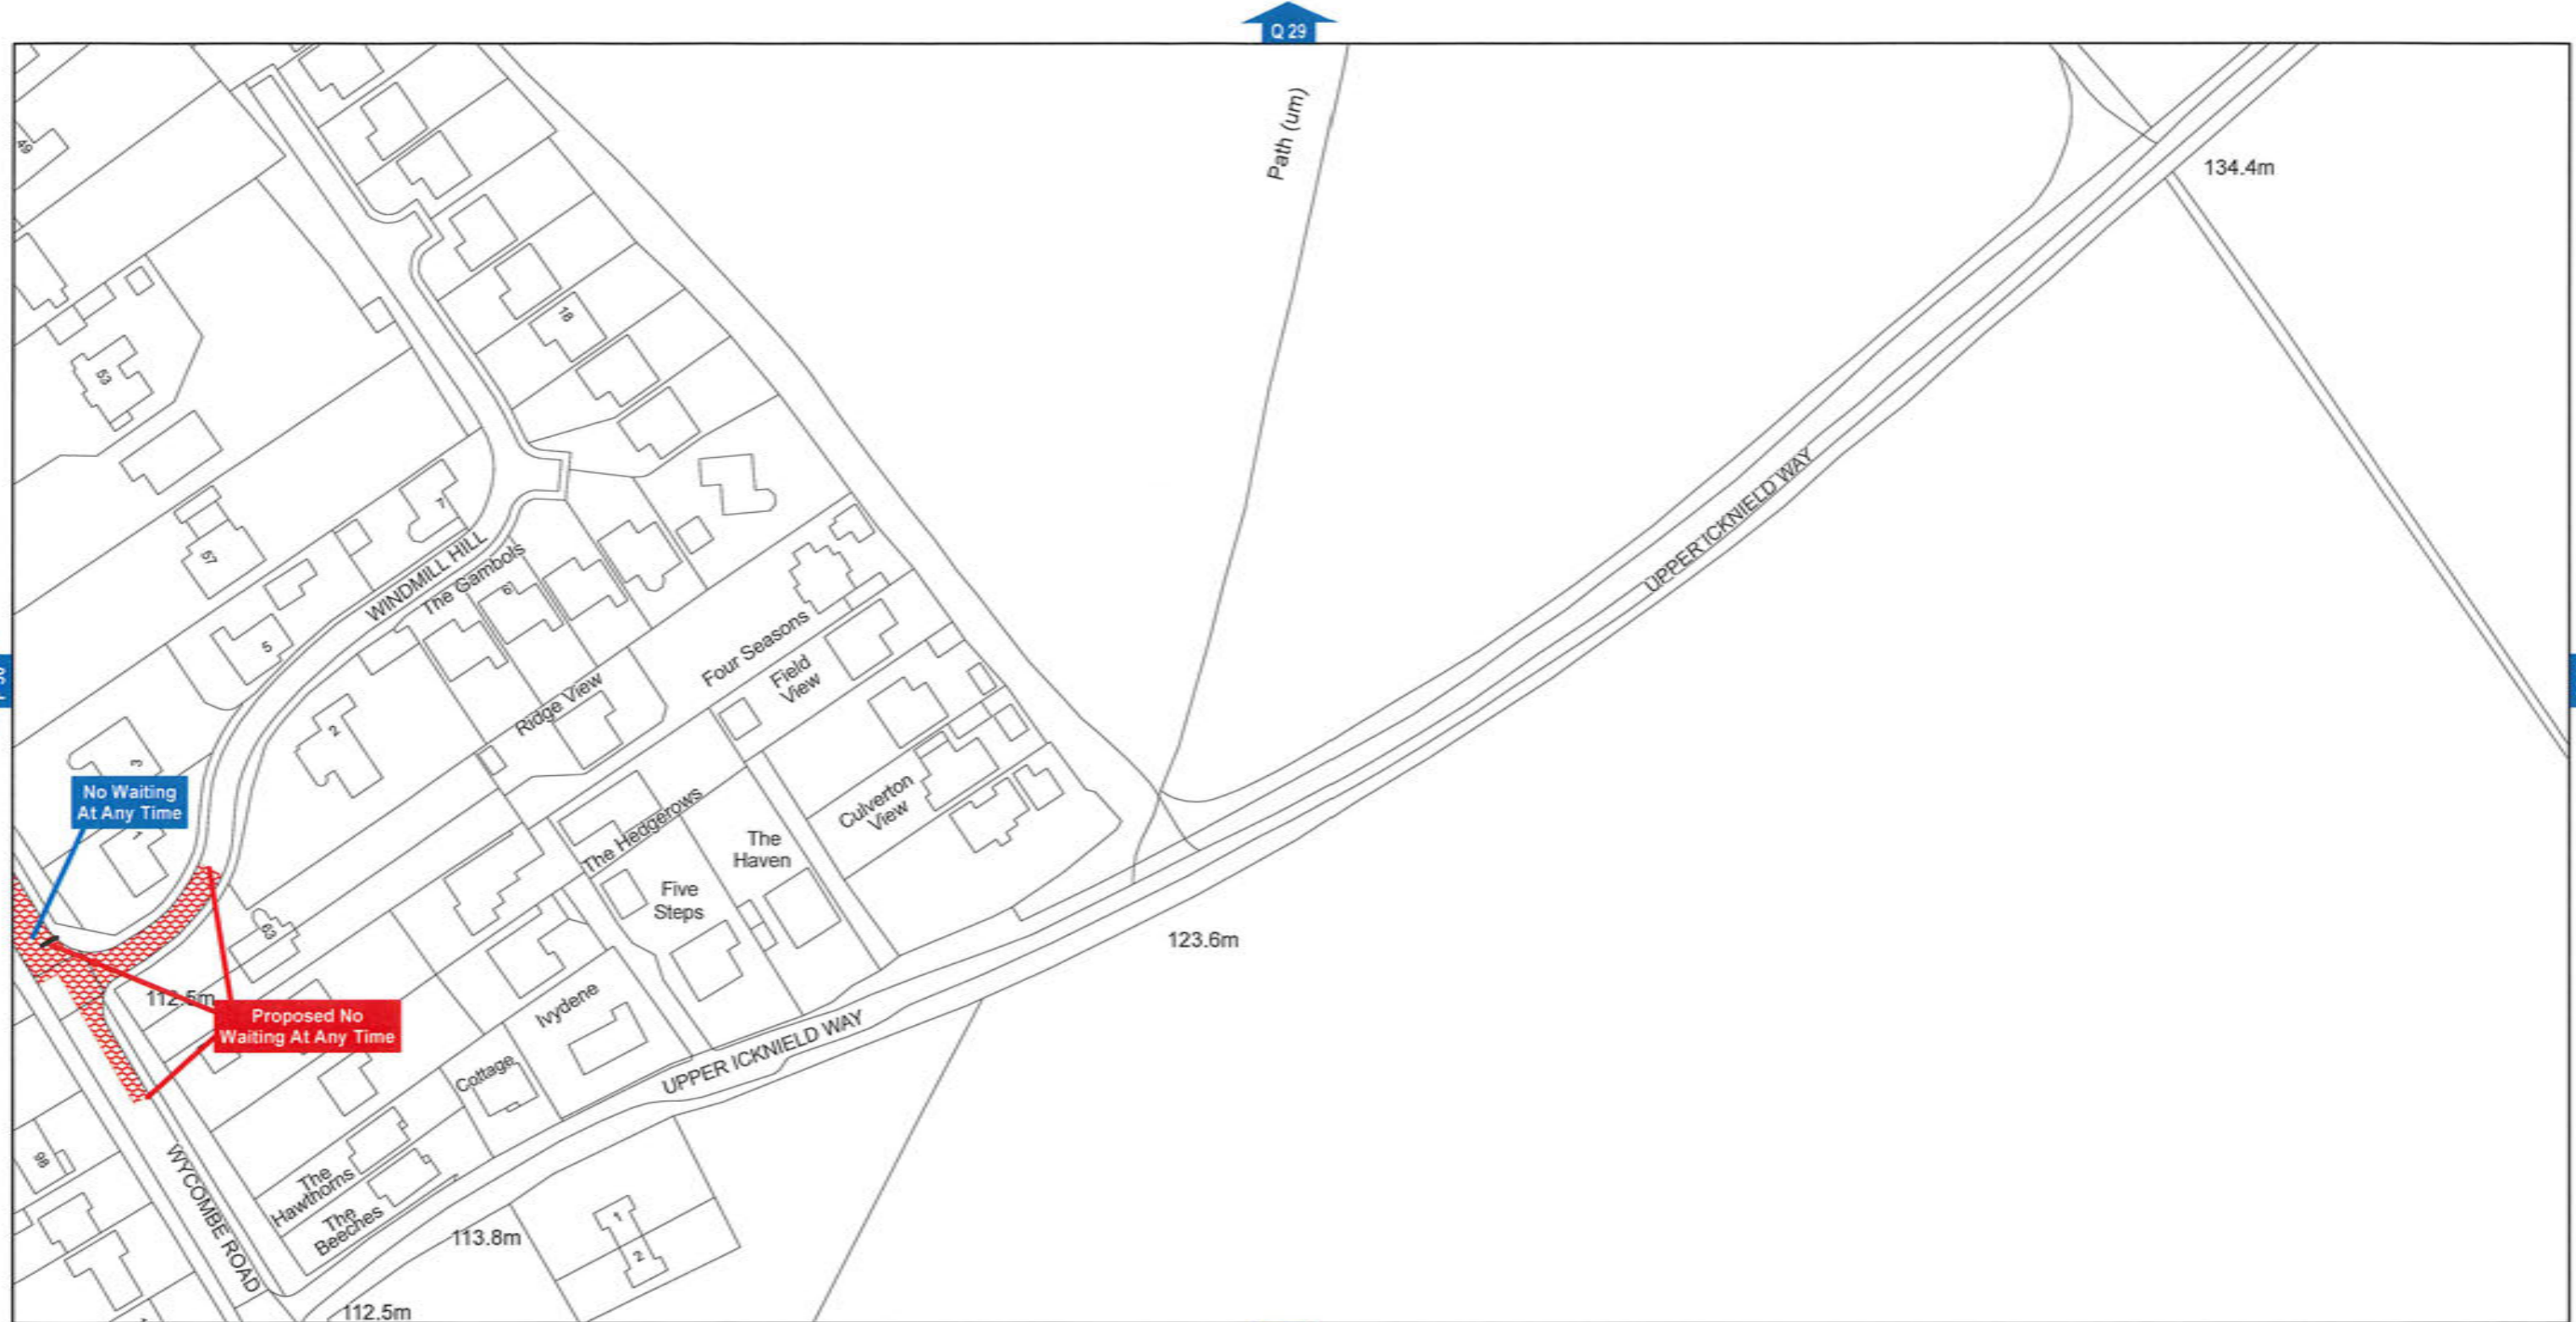 Q 29
Path (um)
134.4m
49
18
53
UPPER ICKNIELD WAY
7
57
WINDMILL HILL
The Gambols
6
5
Four Seasons
Field
View
Ridge View
2
3
No Waiting
At Any Time
1
Culverton
View
The Hedgerows
The
Haven
Five
Steps
63
123.6m
112.5m
Proposed No
Waiting At Any Time
Ivydene
UPPER ICKNIELD WAY
Cottage
98
WYCOMBE ROAD
The
Hawthorns
The
Beeches
113.8m
1
2
112.5m